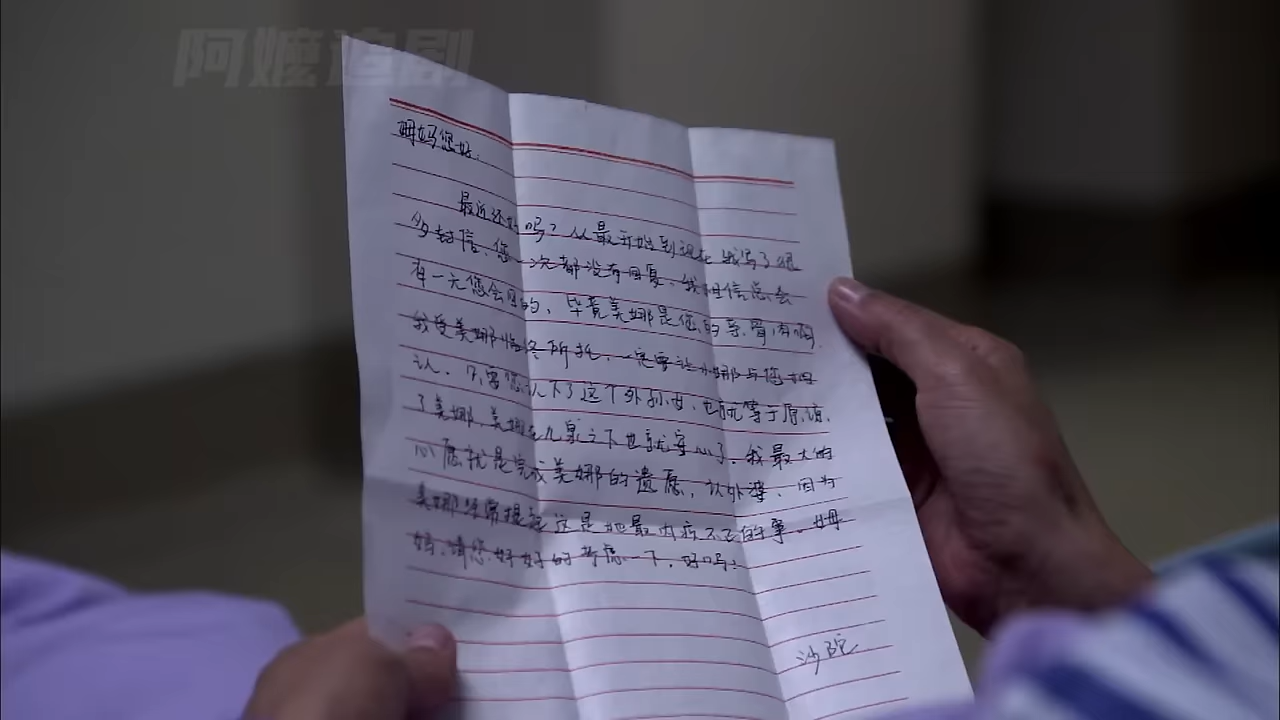 阿嬷追剧
姆妈您好.
最近还好吗?从最开始到现在我写了很
多封信、您一次都没有回复、我相信总会
有一天您会回的、毕竟美娜是您的亲骨肉啊.
我受美娜临终所托,一定要让小娜与您相
认.只要您认下了这个外孙女、也就等于原谅
了美娜.美娜在九泉之下也就安心了.我最大的
心愿就是完成美娜的遗愿,认外婆.因为
美娜经常提起这是她最内疚不已的事。姆
妈.请您好好的考虑一下,好吗?
沙陀